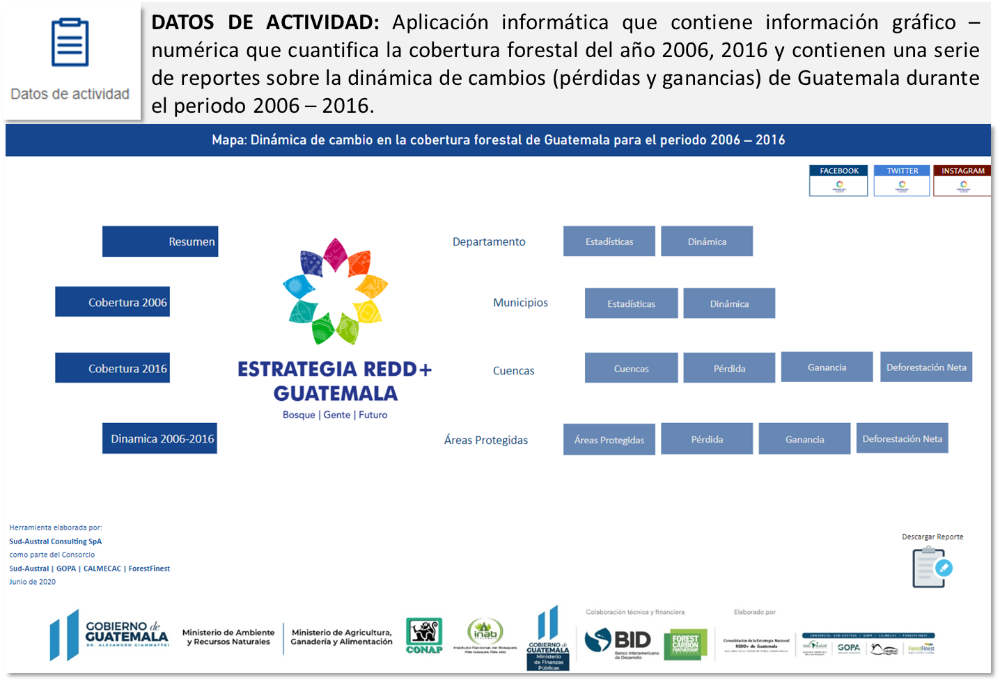 DATOS DE ACTIVIDAD: Aplicación informática que contiene información gráfico –
numérica que cuantifica la cobertura forestal del año 2006, 2016 y contienen una serie
de reportes sobre la dinámica de cambios (pérdidas y ganancias) de Guatemala durante
el periodo 2006 – 2016.
Datos de actividad
Mapa: Dinámica de cambio en la cobertura forestal de Guatemala para el periodo 2006 – 2016
FACEBOOK TWITTER INSTAGRAM
Resumen
Cobertura 2006
Cobertura 2016
Dinamica 2006-2016
ESTRATEGIA REDD+
GUATEMALA
Bosque | Gente | Futuro
Departamento Estadísticas Dinámica
Municipios Estadísticas Dinámica
Cuencas Cuencas Pérdida Ganancia Deforestación Neta
Áreas Protegidas Áreas Protegidas Pérdida Ganancia Deforestación Neta
Herramienta elaborada por:
Sud-Austral Consulting SpA
como parte del Consorcio
Sud-Austral | GOPA | CALMECAC | ForestFinest
Junio de 2020
Descargar Reporte
GOBIERNO de
GUATEMALA
DR. ALEJANDRO GIAMMATTEI
Ministerio de Ambiente
y Recursos Naturales
Ministerio de Agricultura,
Ganadería y Alimentación
CONAP
inab
Instituto Nacional de Bosques
Más bosques, más vida
GOBIERNO de
GUATEMALA
Ministerio
de Finanzas
Públicas
Colaboración técnica y financiera
BID
Banco Interamericano
de Desarrollo
FOREST
CARBON
PARTNERSHIP
Elaborado por
Consolidación de la Estrategia Nacional
REDD+ de Guatemala
CONSORCIO: SUD-AUSTRAL / GOPA / CALMECAC / FORESTFINEST
GOPA
CALMECAC
ForestFinest